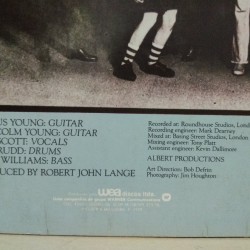 US YOUNG: GUITAR
COLM YOUNG: GUITAR
SCOTT: VOCALS
RUDD: DRUMS
WILLIAMS: BASS
UCED BY ROBERT JOHN LANGE
Recorded at: Roundhouse Studios, Lond
Recording engineer: Mark Dearnley
Mixed at: Basing Street Studios, London
Mixing engineer: Tony Platt
Assistant engineer: Kevin Dallimore
ALBERT PRODUCTIONS
Art Direction: Bob Defrin
Photography: Jim Houghton
wea